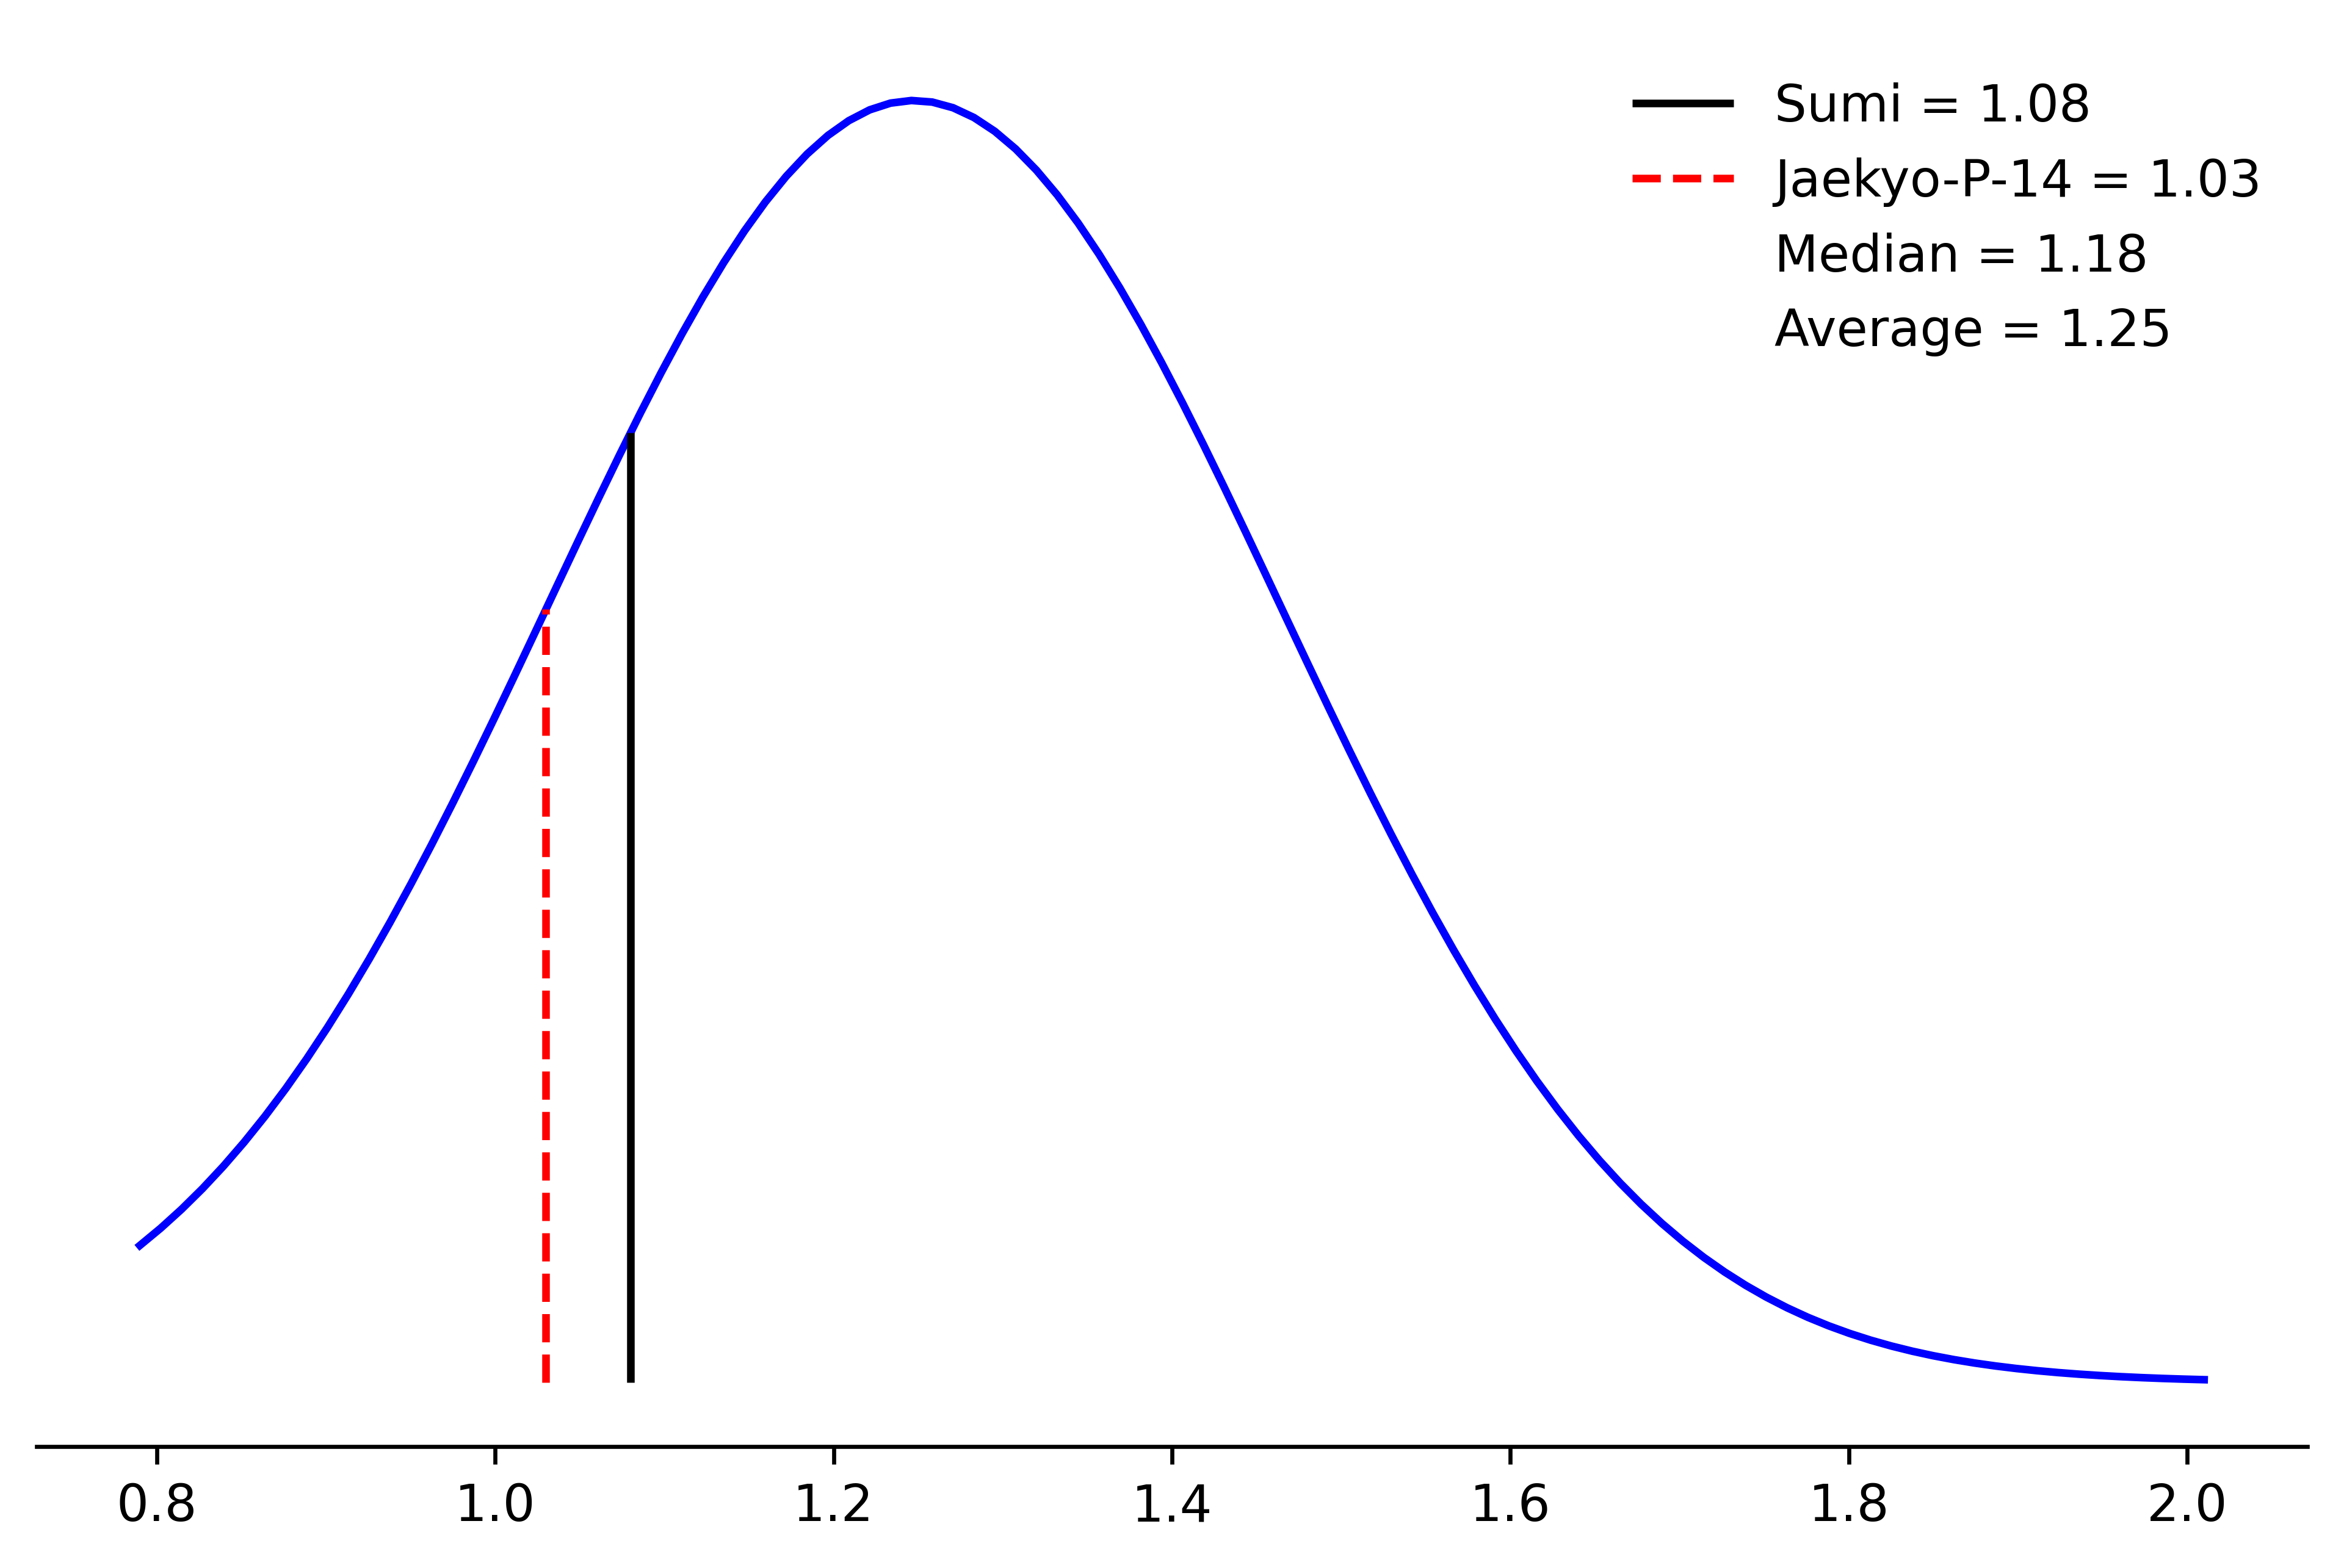 Sumi = 1.08
Jaekyo-P-14 = 1.03
Median = 1.18
Average = 1.25
0.8 1.0 1.2 1.4 1.6 1.8 2.0